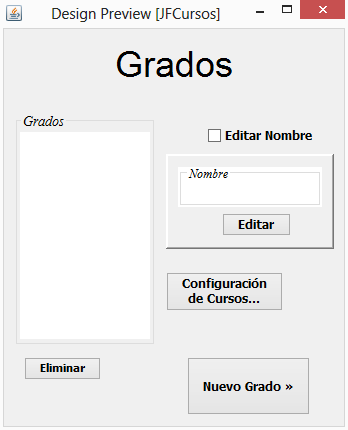 Design Preview [JFCursos]
Grados
Grados
Editar Nombre
Nombre
Editar
Configuración
de Cursos...
Eliminar
Nuevo Grado »